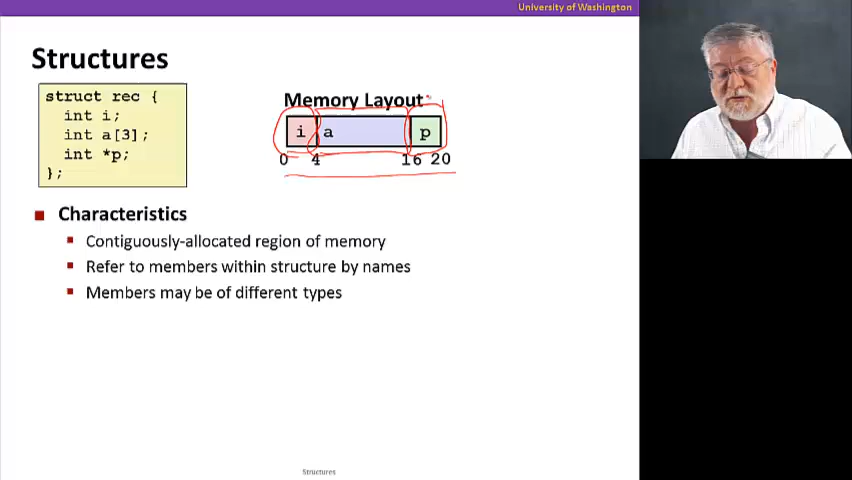 University of Washington
Structures
struct rec {
int i;
int a[3];
int *p;
};
Memory Layout
i a p
0 4 16 20
Characteristics
Contiguously-allocated region of memory
Refer to members within structure by names
Members may be of different types
Structures